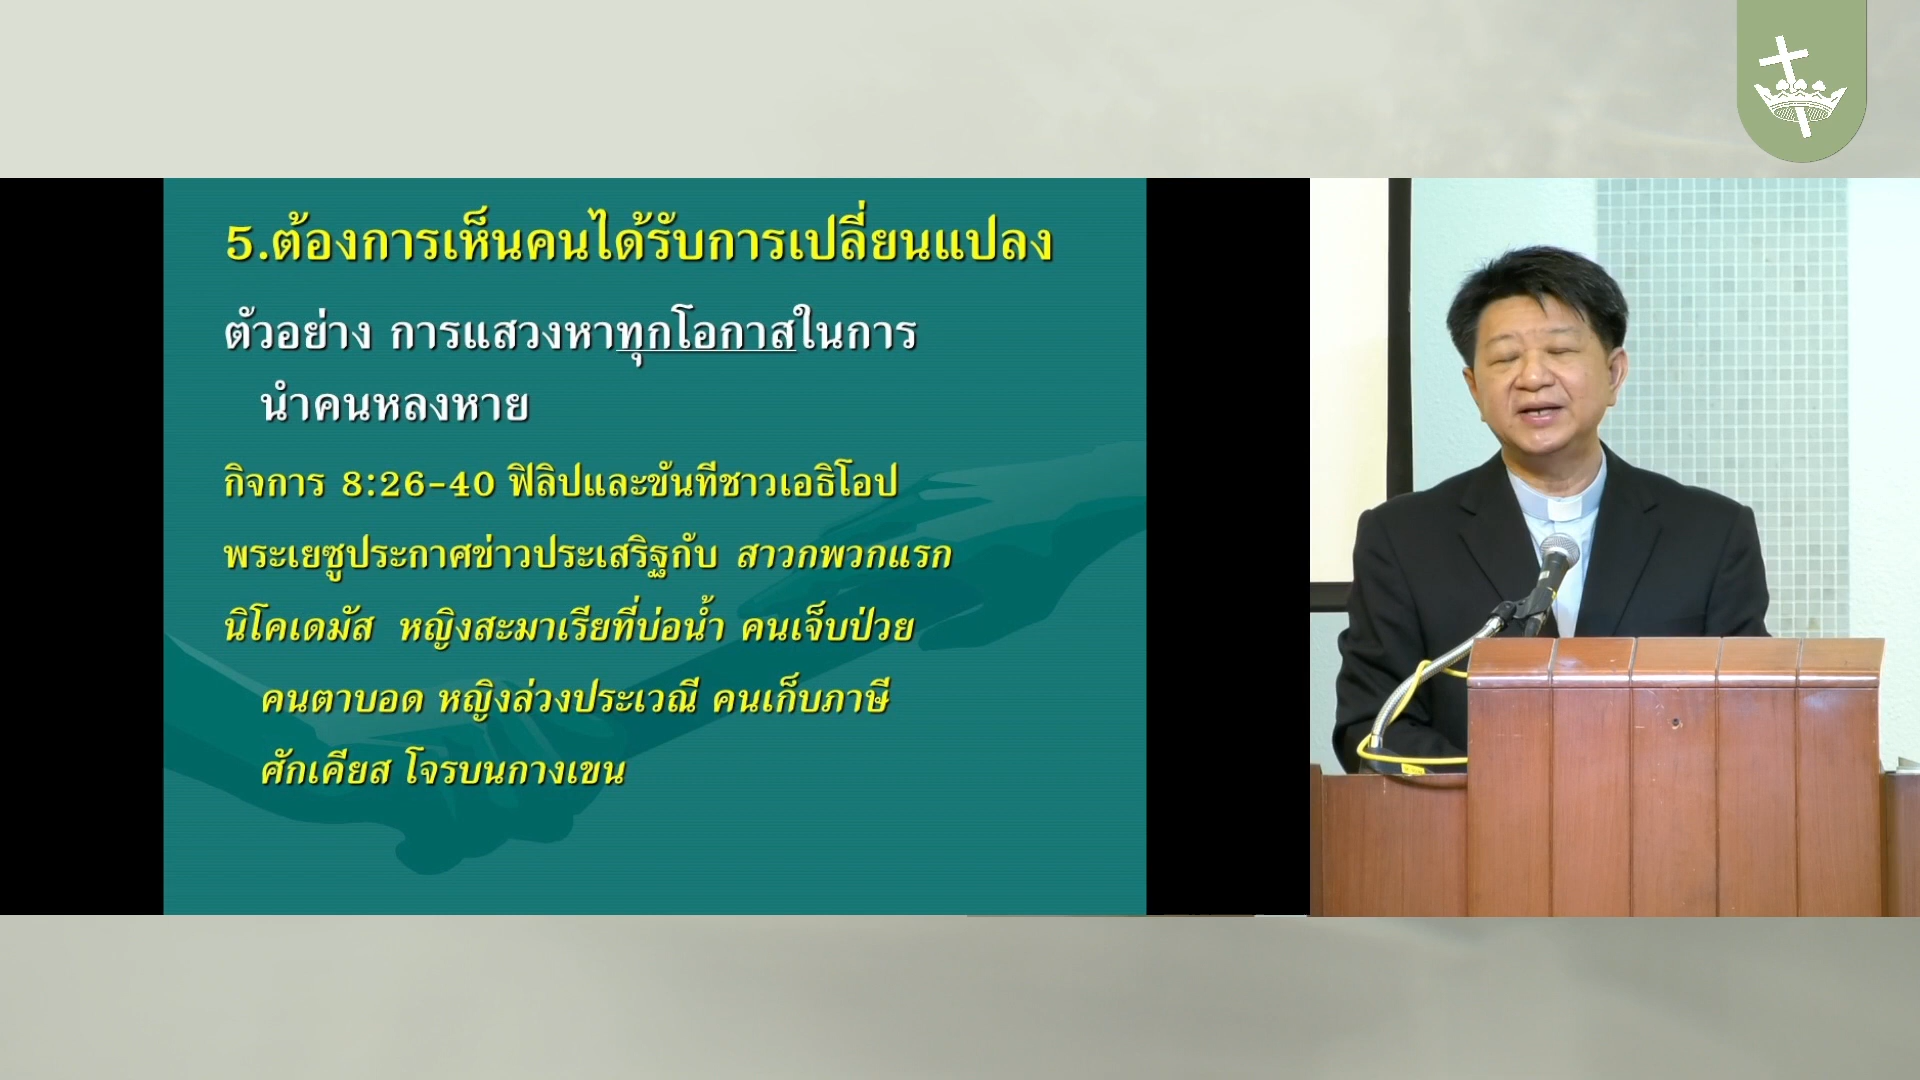 5.ต้องการเห็นคนได้รับการเปลี่ยนแปลง
ตัวอย่าง การแสวงหาทุกโอกาสในการ
นำคนหลงหาย
กิจการ 8:26-40 ฟิลิปและขันทีชาวเอธิโอป
พระเยซูประกาศข่าวประเสริฐกับ สาวกพวกแรก
นิโคเดมัส หญิงสะมาเรียที่บ่อน้ำ คนเจ็บป่วย
คนตาบอด หญิงล่วงประเวณี คนเก็บภาษี
ศักเคียส โจรบนกางเขน